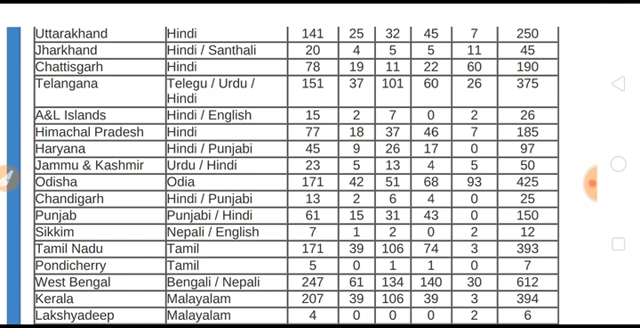 Uttarakhand Hindi 141 25 32 45 7 250
Jharkhand Hindi / Santhali 20 4 5 5 11 45
Chattisgarh Hindi 78 19 11 22 60 190
Telangana Telegu / Urdu / 151 37 101 60 26 375
Hindi
A&L Islands Hindi / English 15 2 7 0 2 26
Himachal Pradesh Hindi 77 18 37 46 7 185
Haryana Hindi / Punjabi 45 9 26 17 0 97
Jammu & Kashmir Urdu / Hindi 23 5 13 4 5 50
Odisha Odia 171 42 51 68 93 425
Chandigarh Hindi / Punjabi 13 2 6 4 0 25
Punjab Punjabi / Hindi 61 15 31 43 0 150
Sikkim Nepali / English 7 1 2 0 2 12
Tamil Nadu Tamil 171 39 106 74 3 393
Pondicherry Tamil 5 0 1 1 0 7
West Bengal Bengali / Nepali 247 61 134 140 30 612
Kerala Malayalam 207 39 106 39 3 394
Lakshyadeep Malayalam 4 0 0 0 2 6